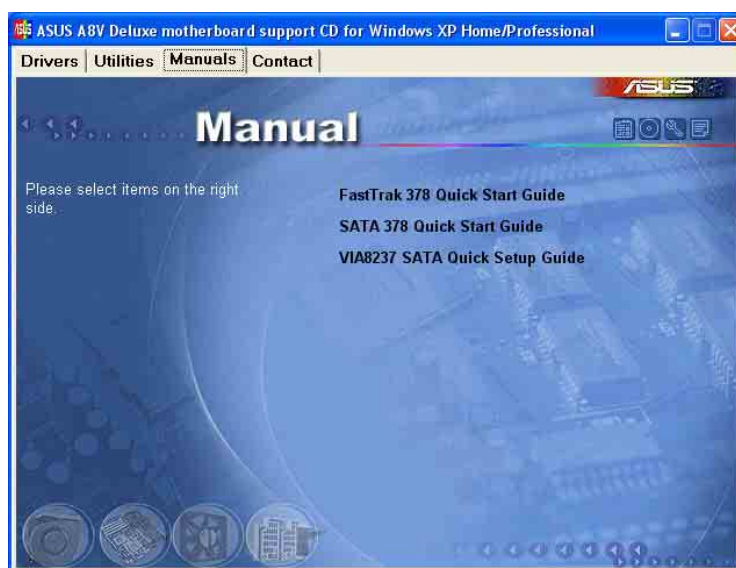 ASUS A8V Deluxe motherboard support CD for Windows XP Home/Professional
Drivers Utilities Manuals Contact
ASUS
Manual
Please select items on the right
side.
FastTrak 378 Quick Start Guide
SATA 378 Quick Start Guide
VIA8237 SATA Quick Setup Guide